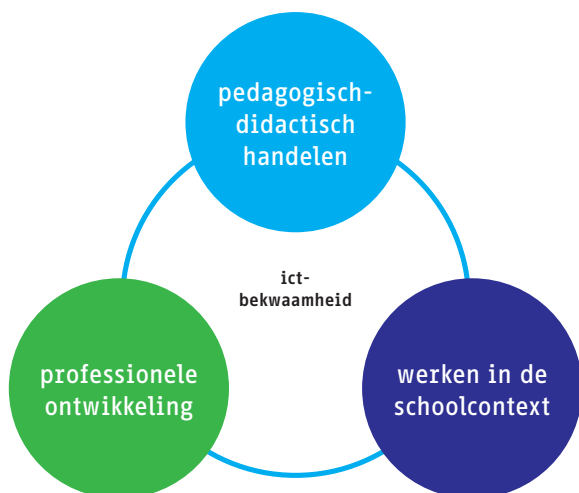 pedagogisch-
didactisch
handelen
ict-
bekwaamheid
professionele
ontwikkeling
werken in de
schoolcontext